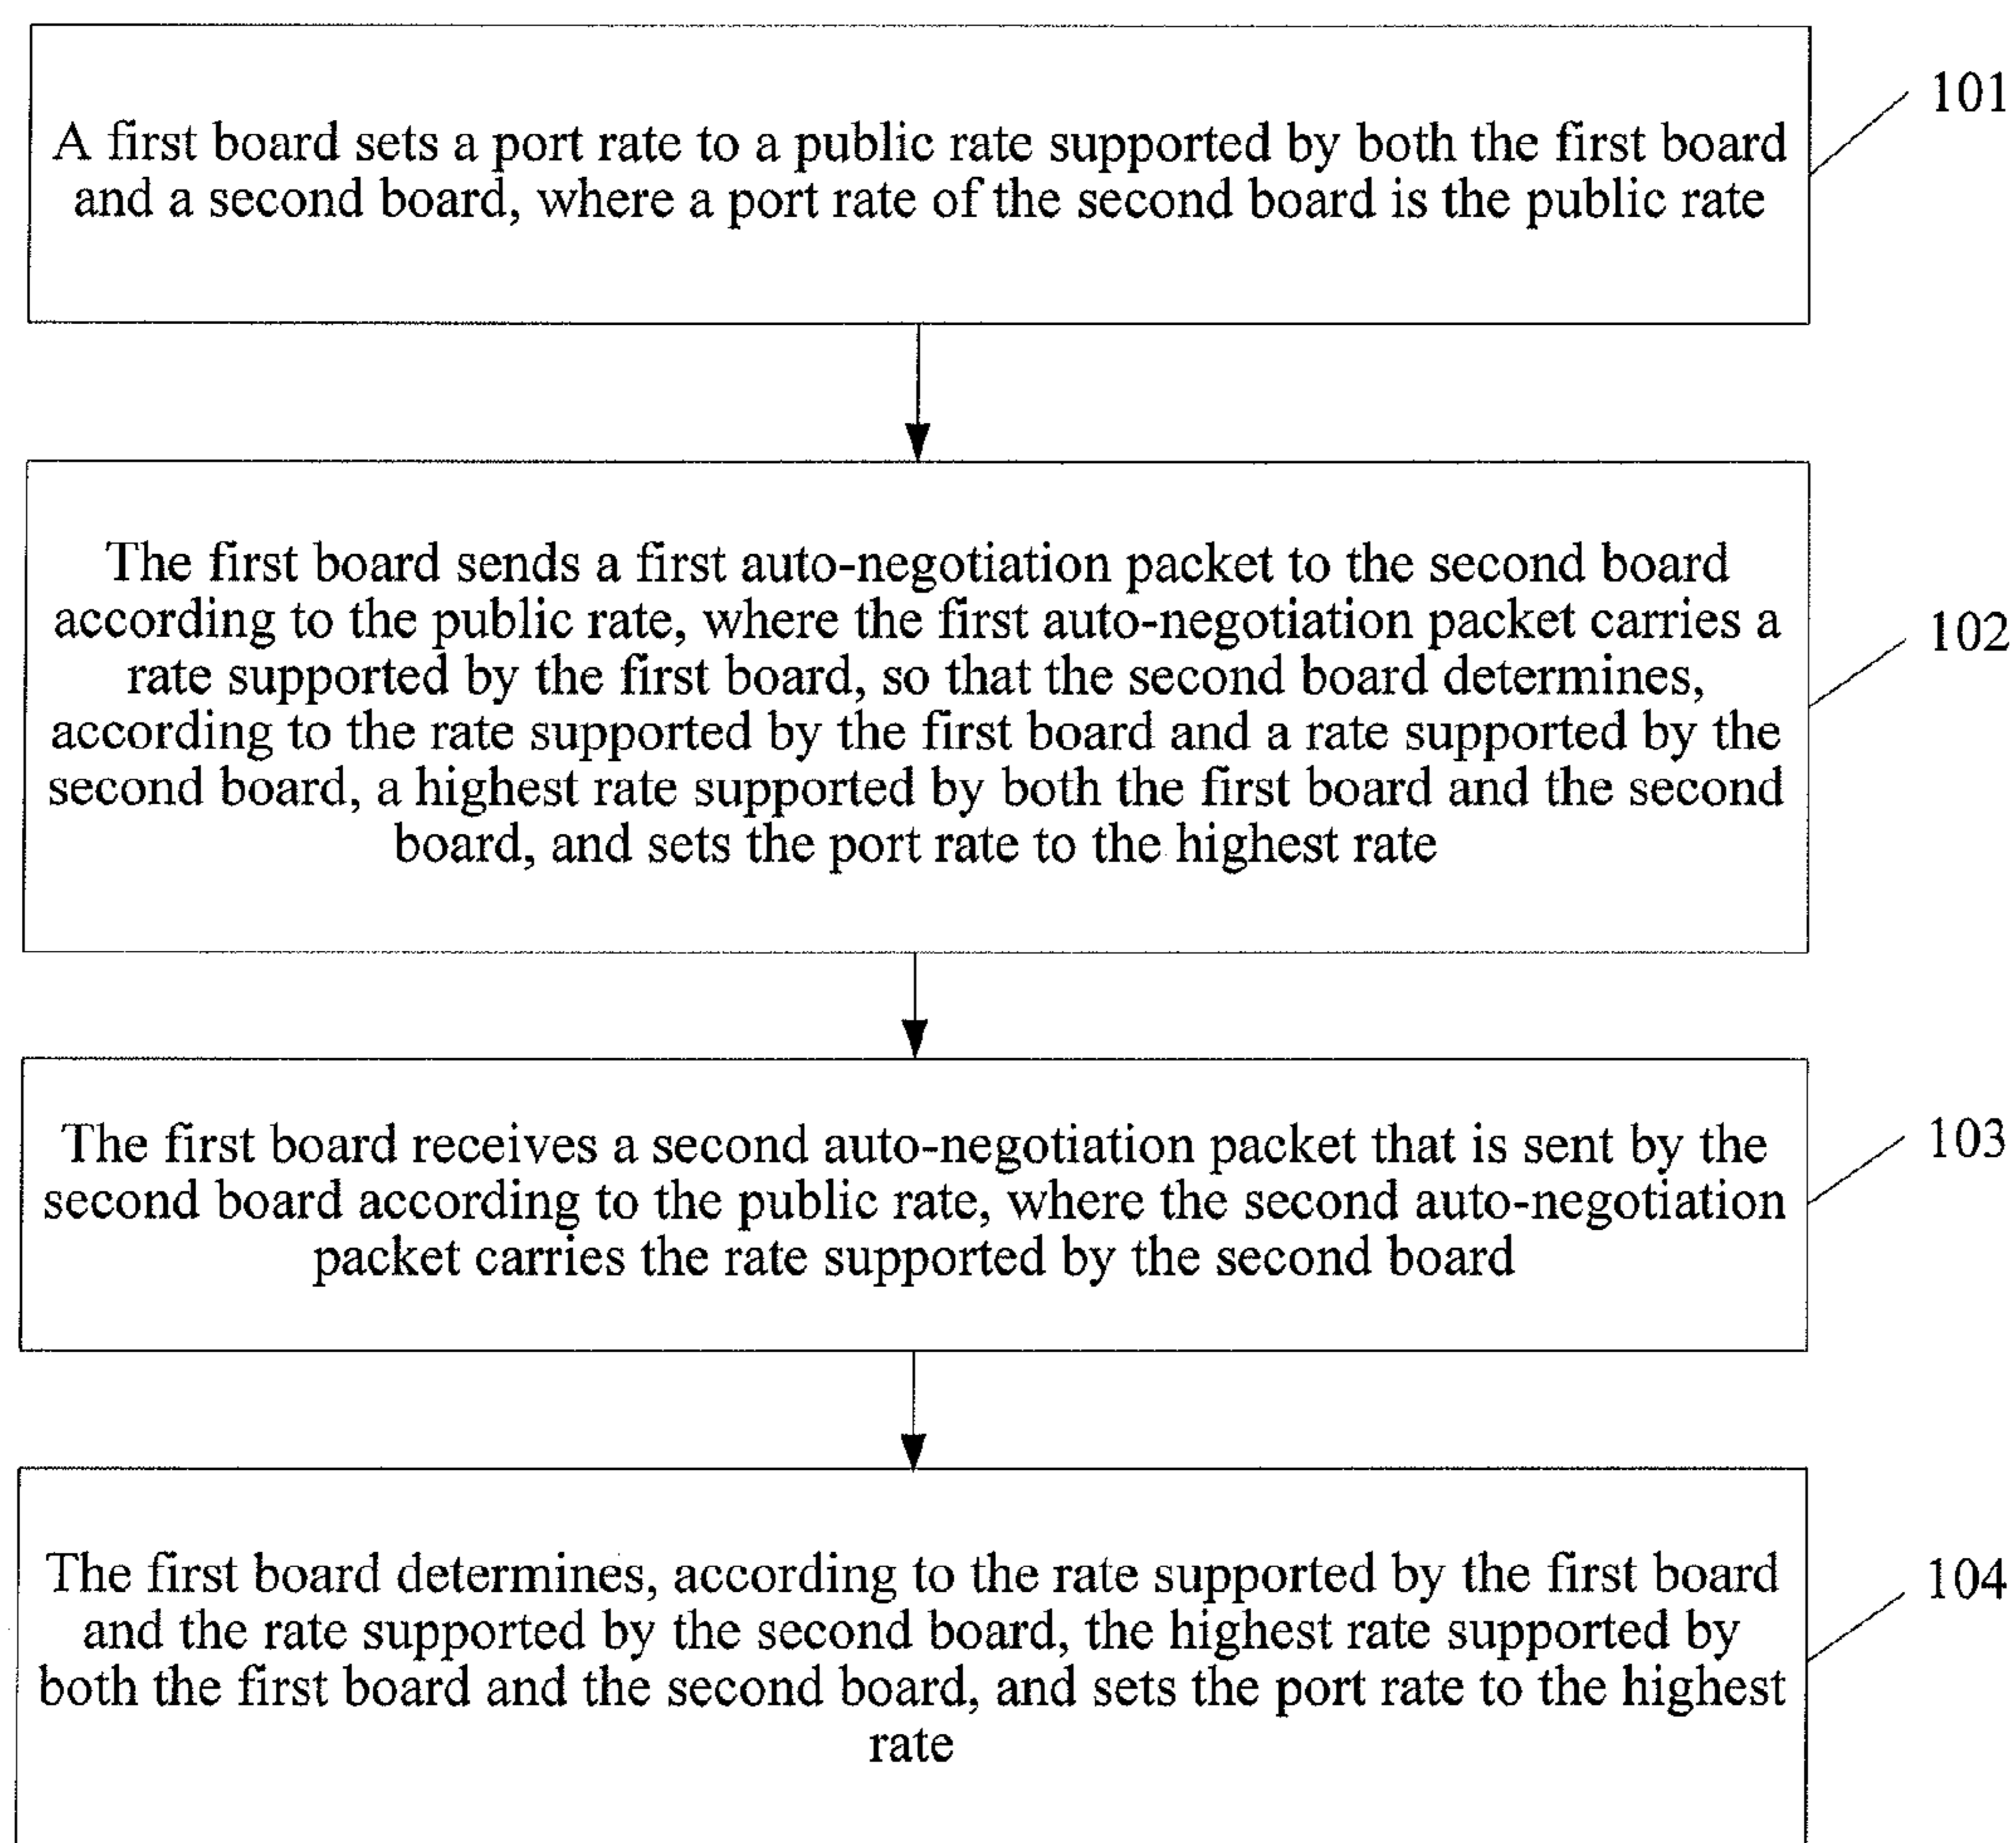 A first board sets a port rate to a public rate supported by both the first board
and a second board, where a port rate of the second board is the public rate
101
The first board sends a first auto-negotiation packet to the second board
according to the public rate, where the first auto-negotiation packet carries a
rate supported by the first board, so that the second board determines,
according to the rate supported by the first board and a rate supported by the
second board, a highest rate supported by both the first board and the second
board, and sets the port rate to the highest rate
102
The first board receives a second auto-negotiation packet that is sent by the
second board according to the public rate, where the second auto-negotiation
packet carries the rate supported by the second board
103
The first board determines, according to the rate supported by the first board
and the rate supported by the second board, the highest rate supported by
both the first board and the second board, and sets the port rate to the highest
rate
104